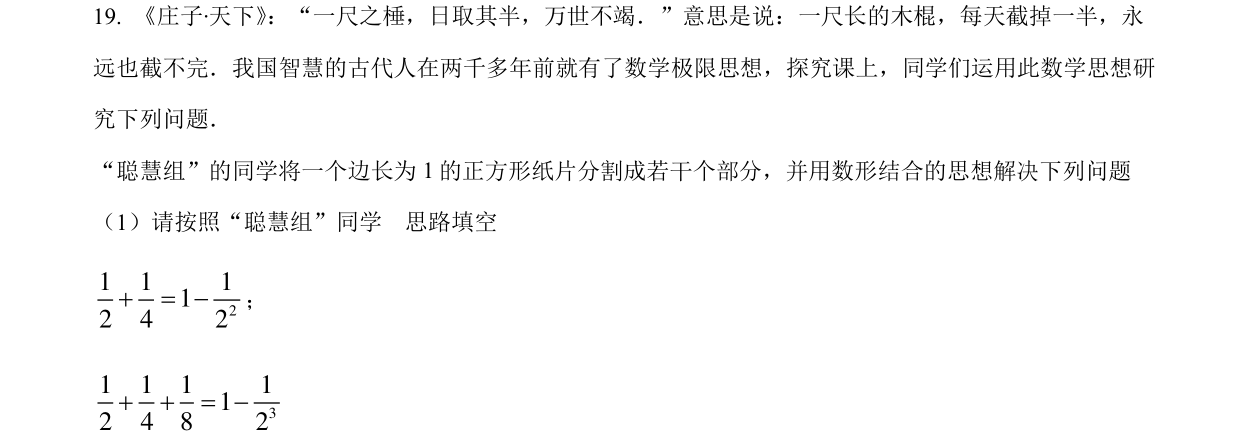 19. 《庄子·天下》：“一尺之棰，日取其半，万世不竭．”意思是说：一尺长的木棍，每天截掉一半，永
远也截不完．我国智慧的古代人在两千多年前就有了数学极限思想，探究课上，同学们运用此数学思想研
究下列问题．
“聪慧组”的同学将一个边长为 1 的正方形纸片分割成若干个部分，并用数形结合的思想解决下列问题
（1）请按照“聪慧组”同学 思路填空
1/2 + 1/4 = 1 − 1/2²；
1/2 + 1/4 + 1/8 = 1 − 1/2³